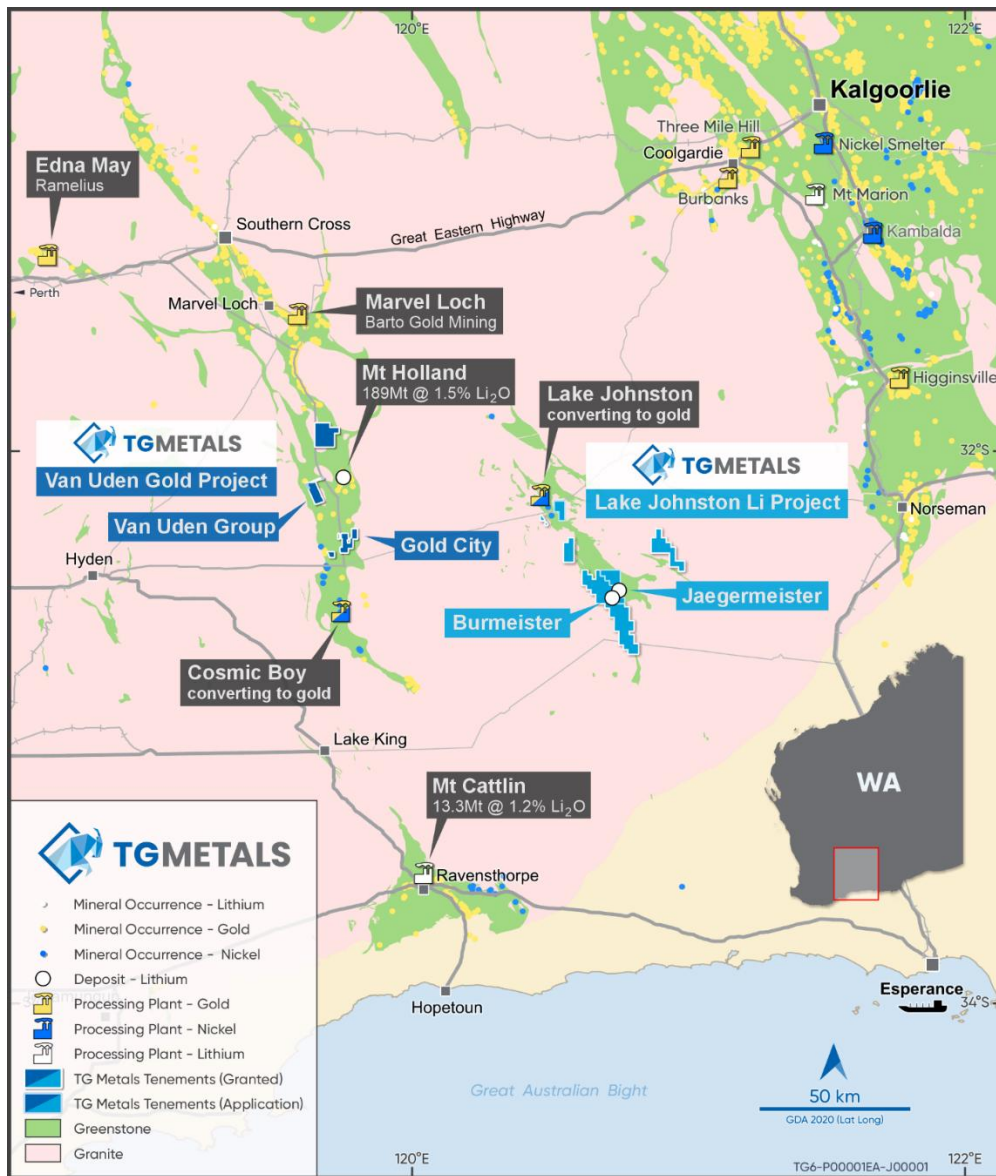 120°E
122°E
Kalgoorlie
Three Mile Hill
Coolgardie
Nickel Smelter
Burbanks
Mt Marion
Kambalda
Edna May
Ramelius
Southern Cross
Great Eastern Highway
Perth
Marvel Loch
Marvel Loch
Barto Gold Mining
Mt Holland
189Mt @ 1.5% Li₂O
Higginsville
Lake Johnston
converting to gold
TGMETALS
Van Uden Gold Project
TGMETALS
Lake Johnston Li Project
32°S
Van Uden Group
Norseman
Gold City
Hyden
Jaegermeister
Burmeister
Cosmic Boy
converting to gold
Lake King
WA
Mt Cattlin
13.3Mt @ 1.2% Li₂O
Ravensthorpe
Hopetoun
Esperance
34°S
TGMETALS
Mineral Occurrence - Lithium
Mineral Occurrence - Gold
Mineral Occurrence - Nickel
Deposit - Lithium
Processing Plant - Gold
Processing Plant - Nickel
Processing Plant - Lithium
TG Metals Tenements (Granted)
TG Metals Tenements (Application)
Greenstone
Granite
Great Australian Bight
50 km
GDA 2020 (Lat Long)
120°E
122°E
TG6-P00001EA-J00001